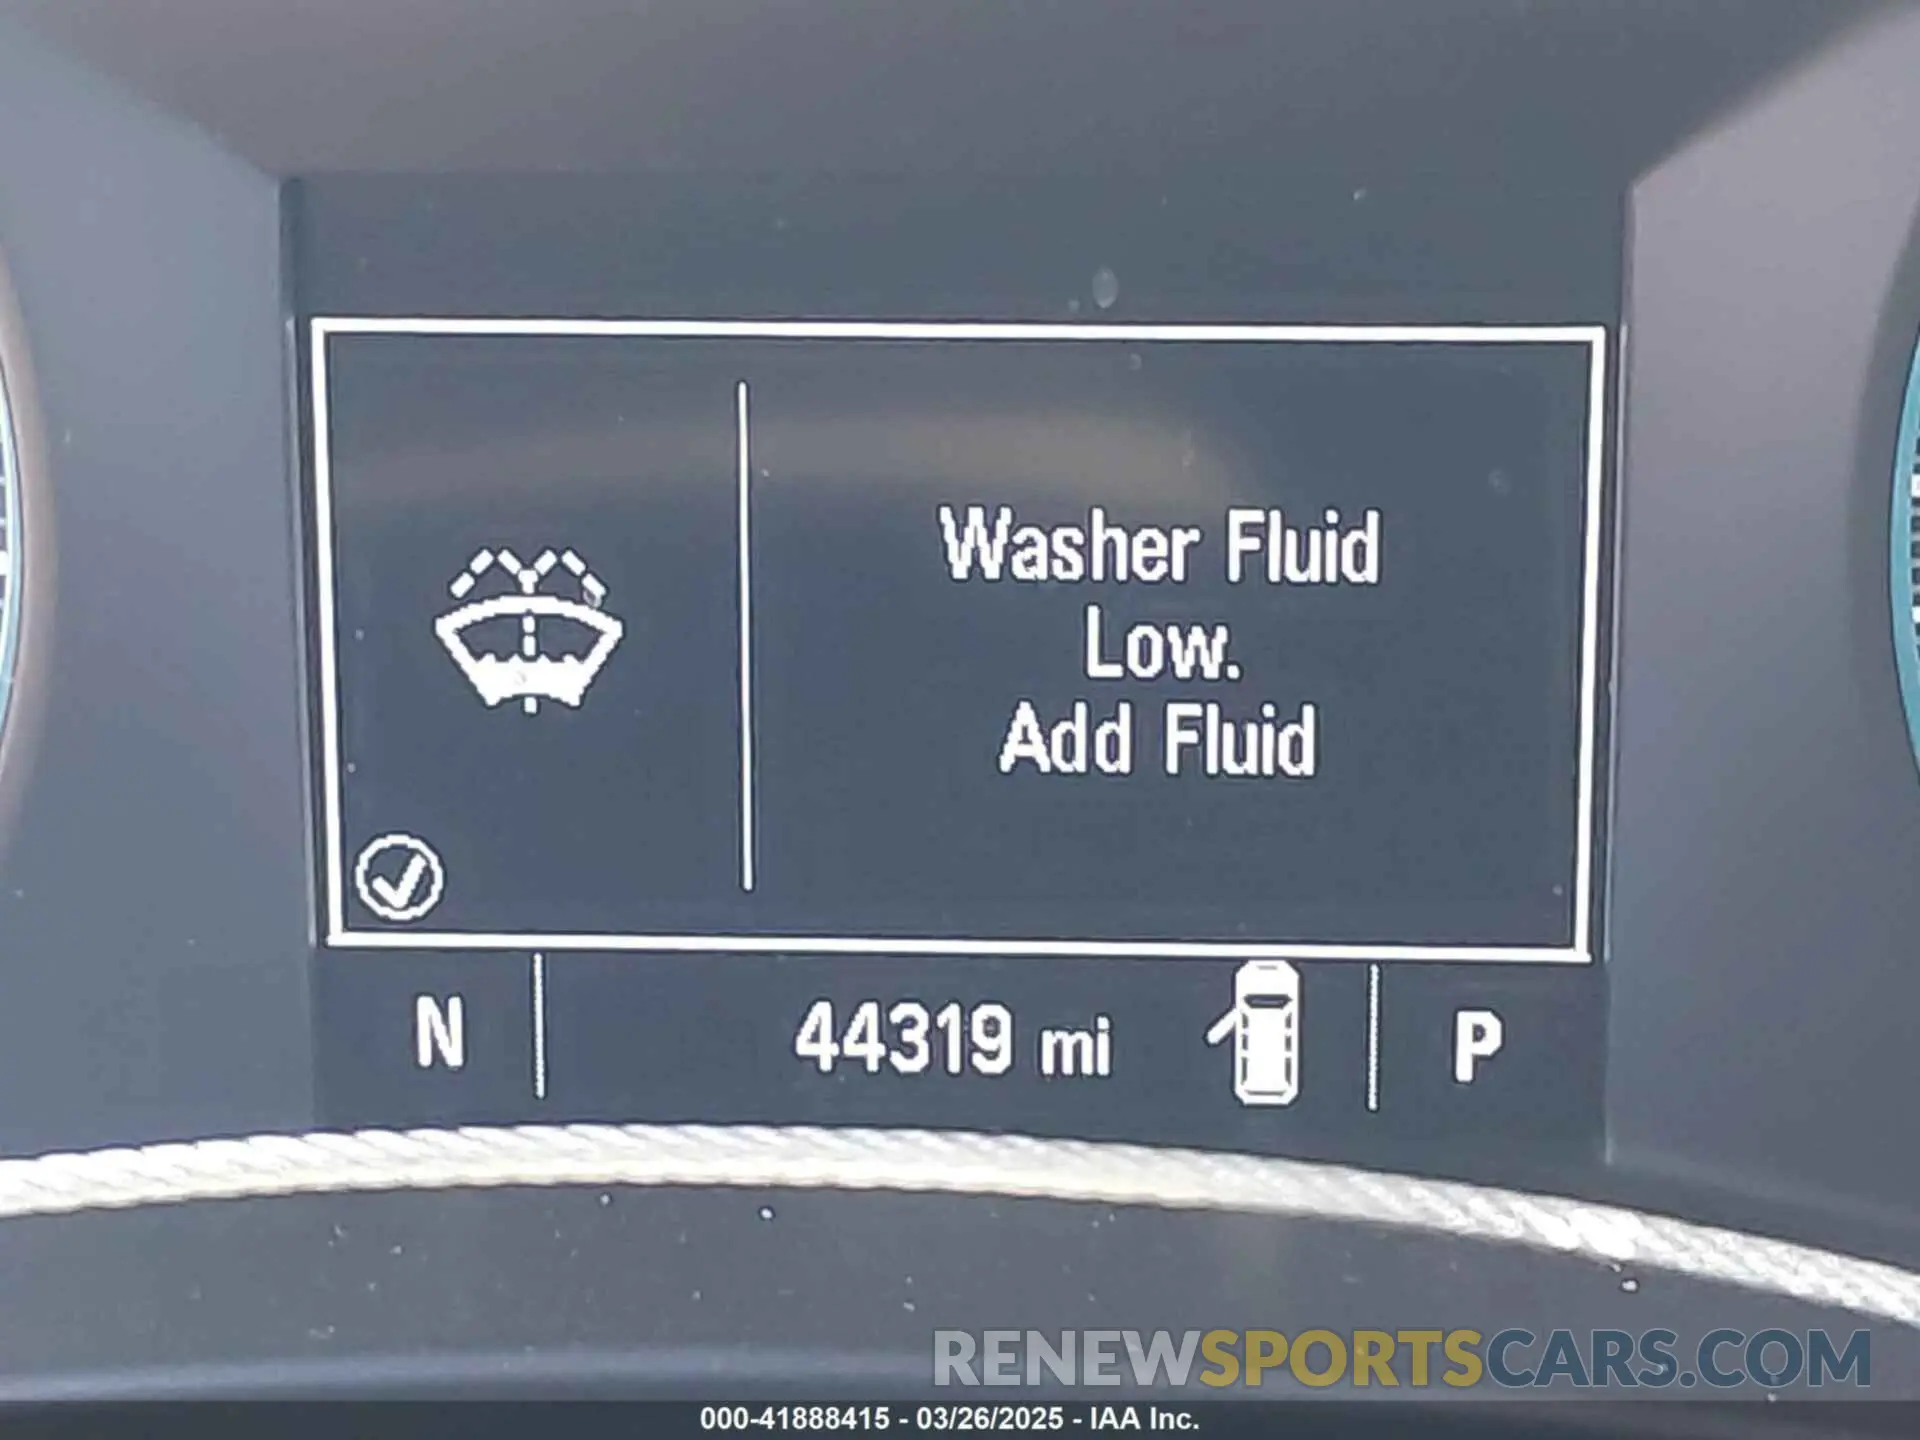 Washer Fluid
Low.
Add Fluid
N 44319 mi P
RENEWSPORTSCARS.COM
000-41888415 - 03/26/2025 - IAA Inc.